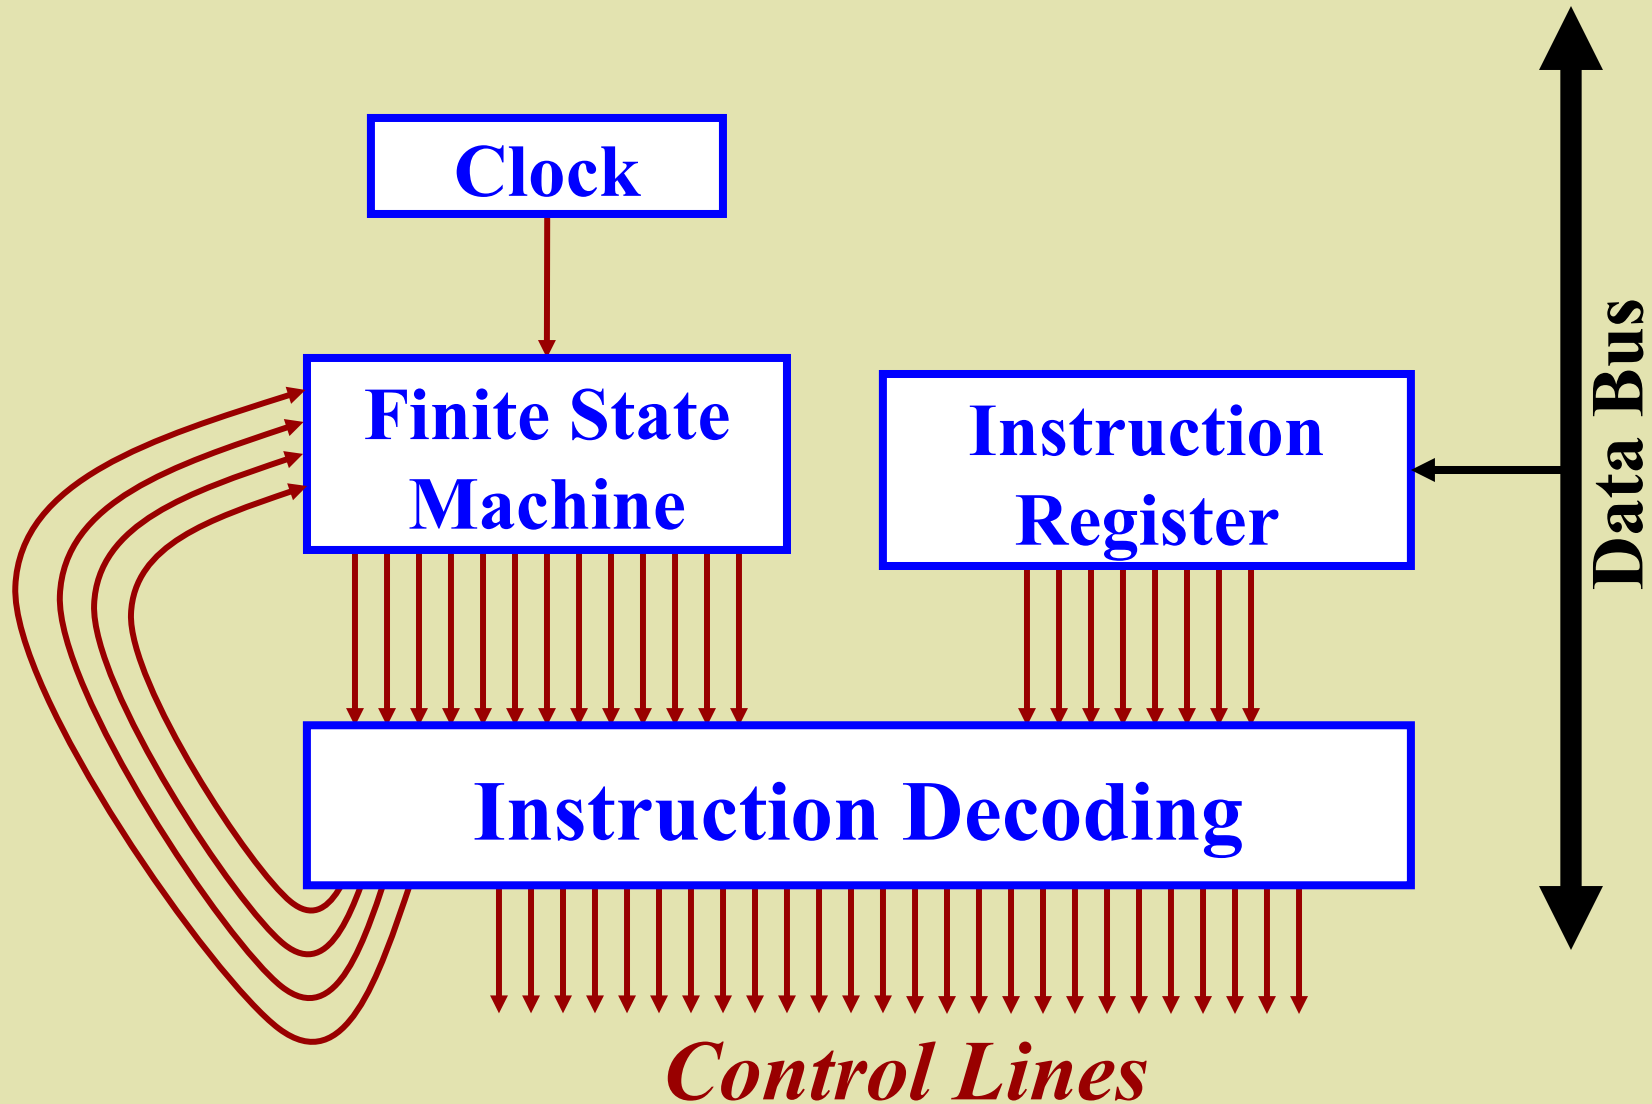 Clock
Finite State
Machine
Instruction
Register
Data Bus
Instruction Decoding
Control Lines